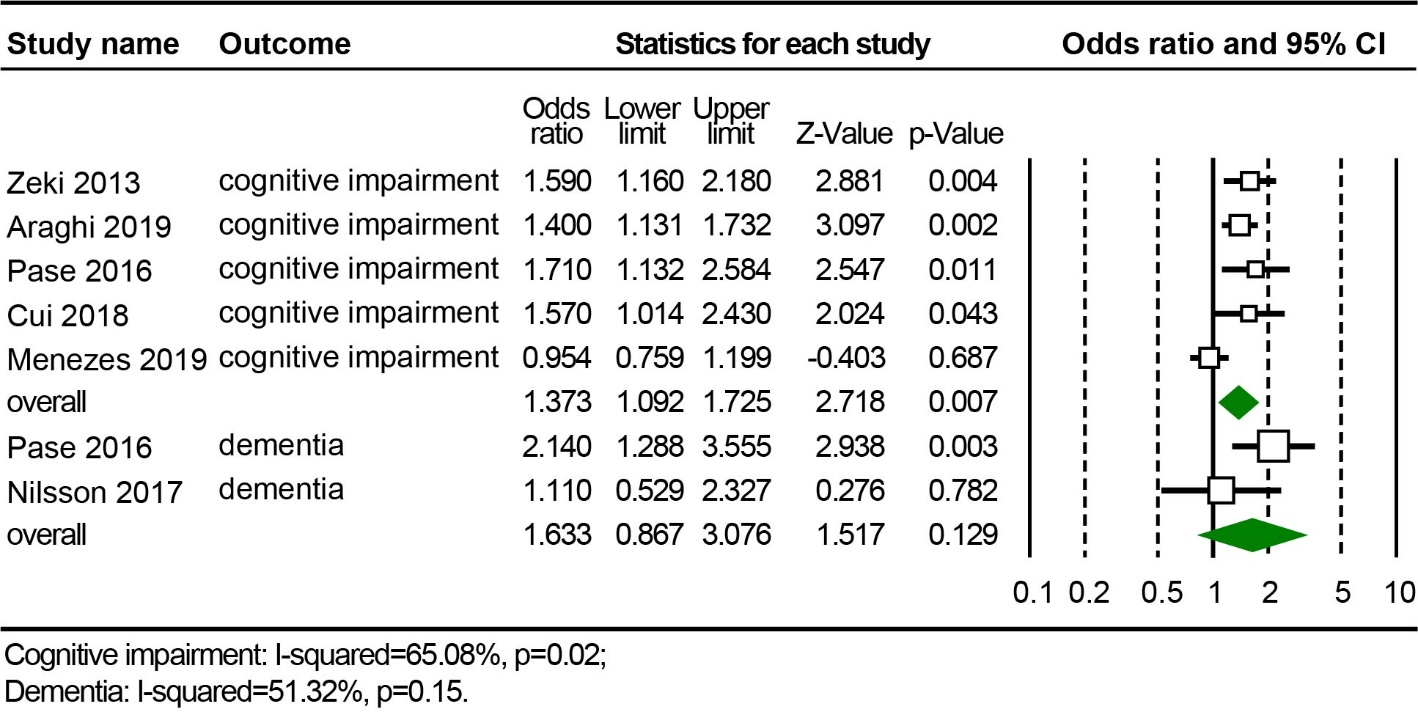 Study name Outcome Statistics for each study Odds ratio and 95% CI
Odds Lower Upper
ratio limit limit Z-Value p-Value
Zeki 2013 cognitive impairment 1.590 1.160 2.180 2.881 0.004
Araghi 2019 cognitive impairment 1.400 1.131 1.732 3.097 0.002
Pase 2016 cognitive impairment 1.710 1.132 2.584 2.547 0.011
Cui 2018 cognitive impairment 1.570 1.014 2.430 2.024 0.043
Menezes 2019 cognitive impairment 0.954 0.759 1.199 -0.403 0.687
overall 1.373 1.092 1.725 2.718 0.007
Pase 2016 dementia 2.140 1.288 3.555 2.938 0.003
Nilsson 2017 dementia 1.110 0.529 2.327 0.276 0.782
overall 1.633 0.867 3.076 1.517 0.129
0.1 0.2 0.5 1 2 5 10
Cognitive impairment: I-squared=65.08%, p=0.02;
Dementia: I-squared=51.32%, p=0.15.